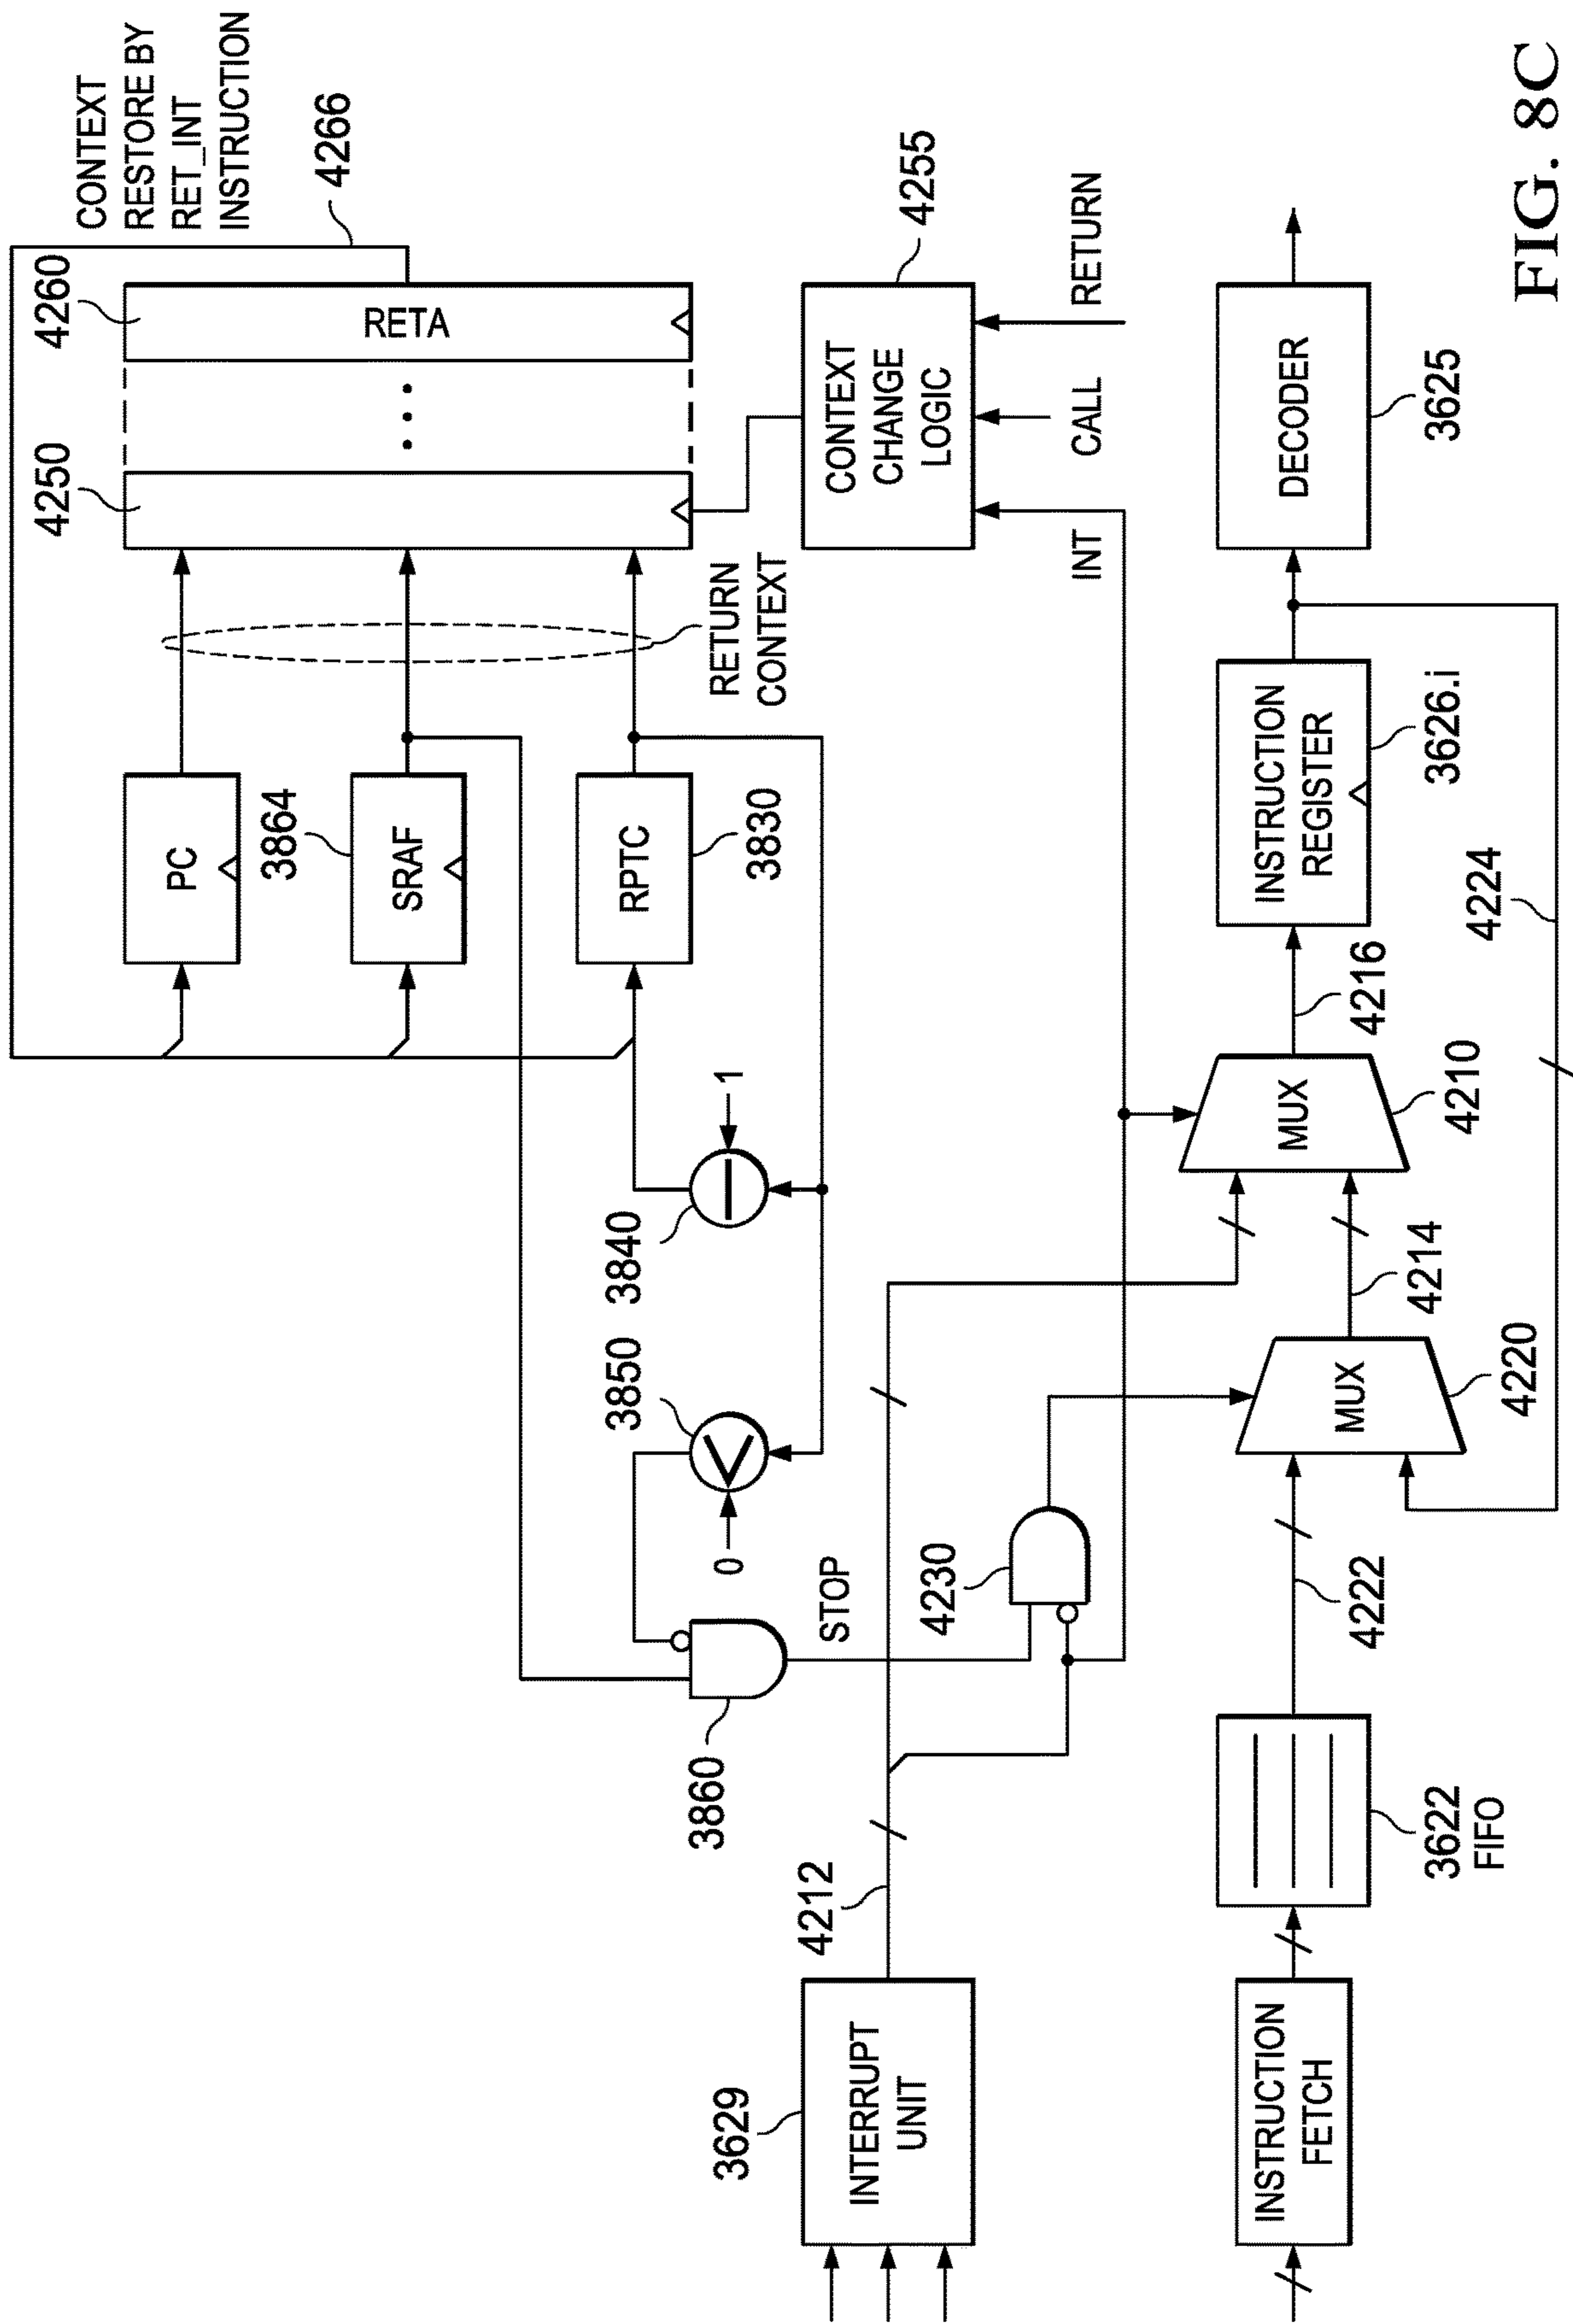 CONTEXT
RESTORE BY
RET_INT
INSTRUCTION
4266
4250
4260
RETA
PC
3864
SRAF
RPTC
3830
RETURN
CONTEXT
CONTEXT
CHANGE
LOGIC
4255
INT
CALL
RETURN
1
3840
3850
0
3860
STOP
4230
3629
INTERRUPT
UNIT
4212
INSTRUCTION
FETCH
3622
FIFO
4222
MUX
4220
4214
MUX
4210
4216
INSTRUCTION
REGISTER
3626.i
4224
DECODER
3625
FIG. 8C